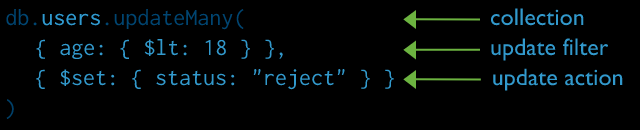 db.users.updateMany( collection
{ age: { $lt: 18 } }, update filter
{ $set: { status: "reject" } } update action
)